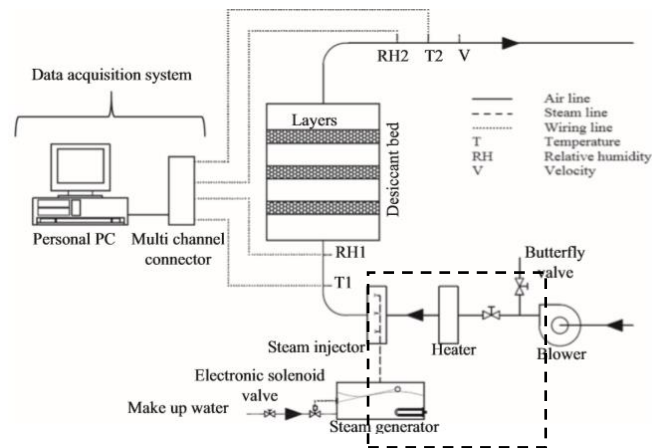 RH2 T2 V
Data acquisition system
Layers
Air line
Steam line
Wiring line
T Temperature
RH Relative humidity
V Velocity
Desiccant bed
Personal PC
Multi channel
connector
RH1
T1
Butterfly
valve
Steam injector
Heater
Blower
Electronic solenoid
valve
Make up water
Steam generator